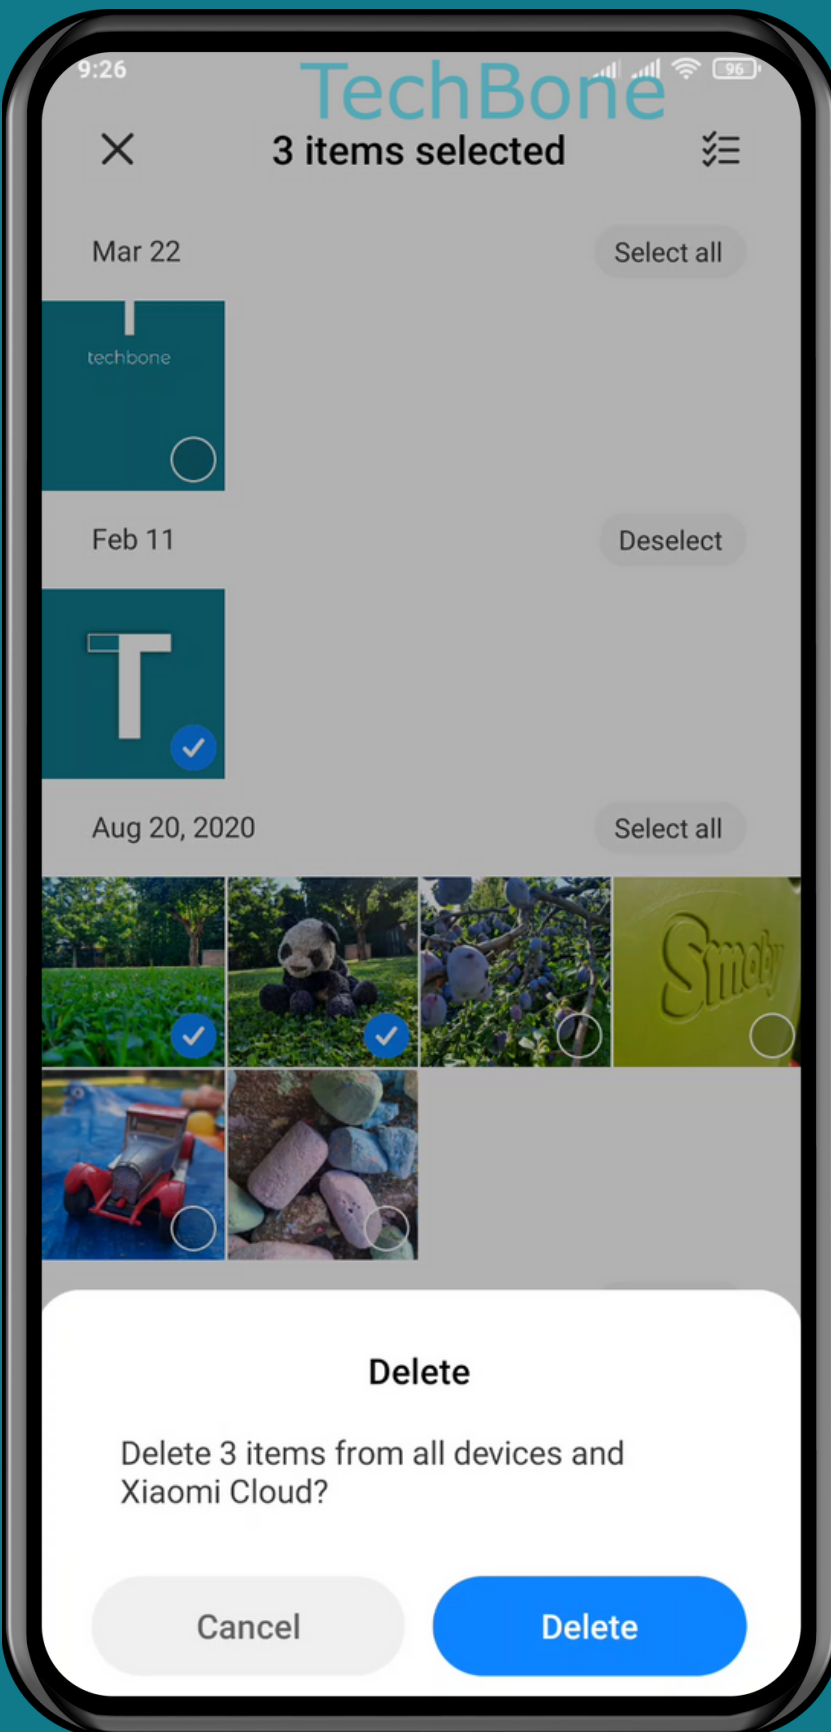 9:26
TechBone
96
3 items selected
Mar 22
Select all
techbone
Feb 11
Deselect
T
Aug 20, 2020
Select all
Smoby
Delete
Delete 3 items from all devices and
Xiaomi Cloud?
Cancel
Delete